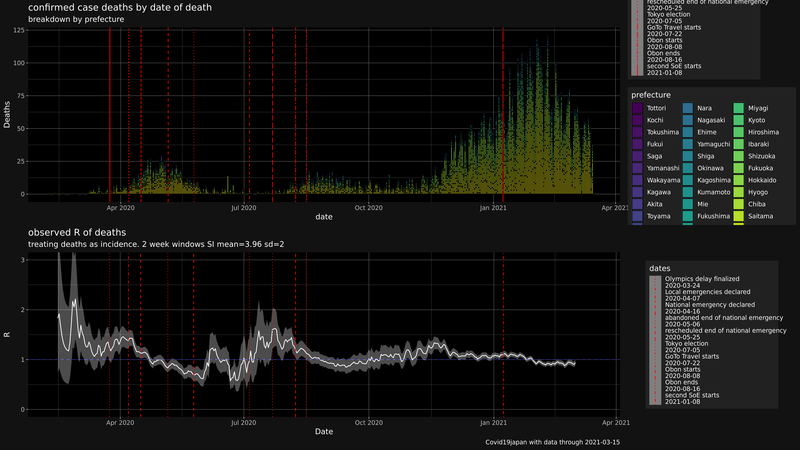 confirmed case deaths by date of death
breakdown by prefecture
125
100
75
50
25
0
Deaths
Apr 2020
Jul 2020
Oct 2020
Jan 2021
Apr 2021
date
rescheduled end of national emergency
2020-05-25
Tokyo election
2020-07-05
GoTo Travel starts
2020-07-22
Obon starts
2020-08-08
Obon ends
2020-08-16
second SoE starts
2021-01-08
prefecture
Tottori Nara Miyagi
Kochi Nagasaki Kyoto
Tokushima Ehime Hiroshima
Fukui Yamaguchi Ibaraki
Saga Shiga Shizuoka
Yamanashi Okinawa Fukuoka
Wakayama Kagoshima Hokkaido
Kagawa Kumamoto Hyogo
Akita Mie Chiba
Toyama Fukushima Saitama
observed R of deaths
treating deaths as incidence. 2 week windows SI mean=3.96 sd=2
3
2
1
0
R
Apr 2020
Jul 2020
Oct 2020
Jan 2021
Apr 2021
Date
dates
Olympics delay finalized
2020-03-24
Local emergencies declared
2020-04-07
National emergency declared
2020-04-16
abandoned end of national emergency
2020-05-06
rescheduled end of national emergency
2020-05-25
Tokyo election
2020-07-05
GoTo Travel starts
2020-07-22
Obon starts
2020-08-08
Obon ends
2020-08-16
second SoE starts
2021-01-08
Covid19japan with data through 2021-03-15